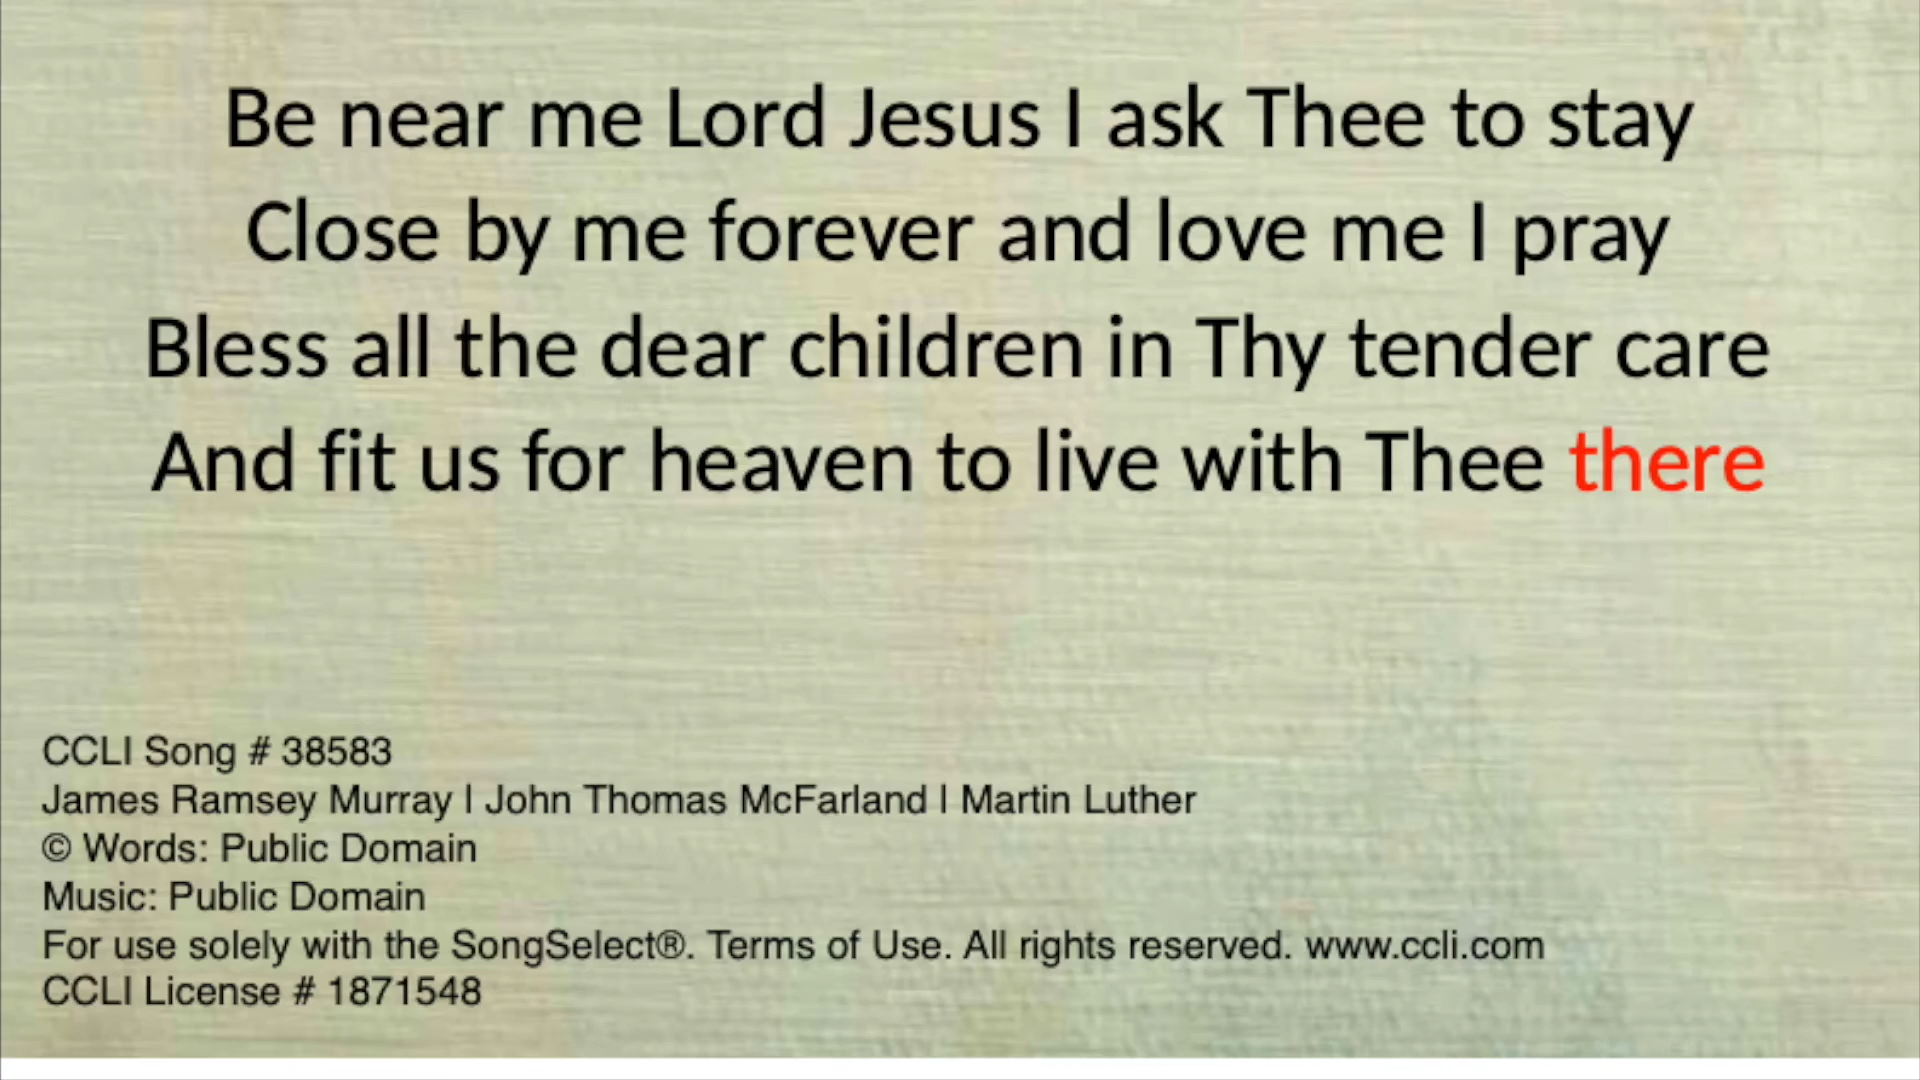 Be near me Lord Jesus I ask Thee to stay
Close by me forever and love me I pray
Bless all the dear children in Thy tender care
And fit us for heaven to live with Thee there
CCLI Song # 38583
James Ramsey Murray | John Thomas McFarland | Martin Luther
© Words: Public Domain
Music: Public Domain
For use solely with the SongSelect®. Terms of Use. All rights reserved. www.ccli.com
CCLI License # 1871548